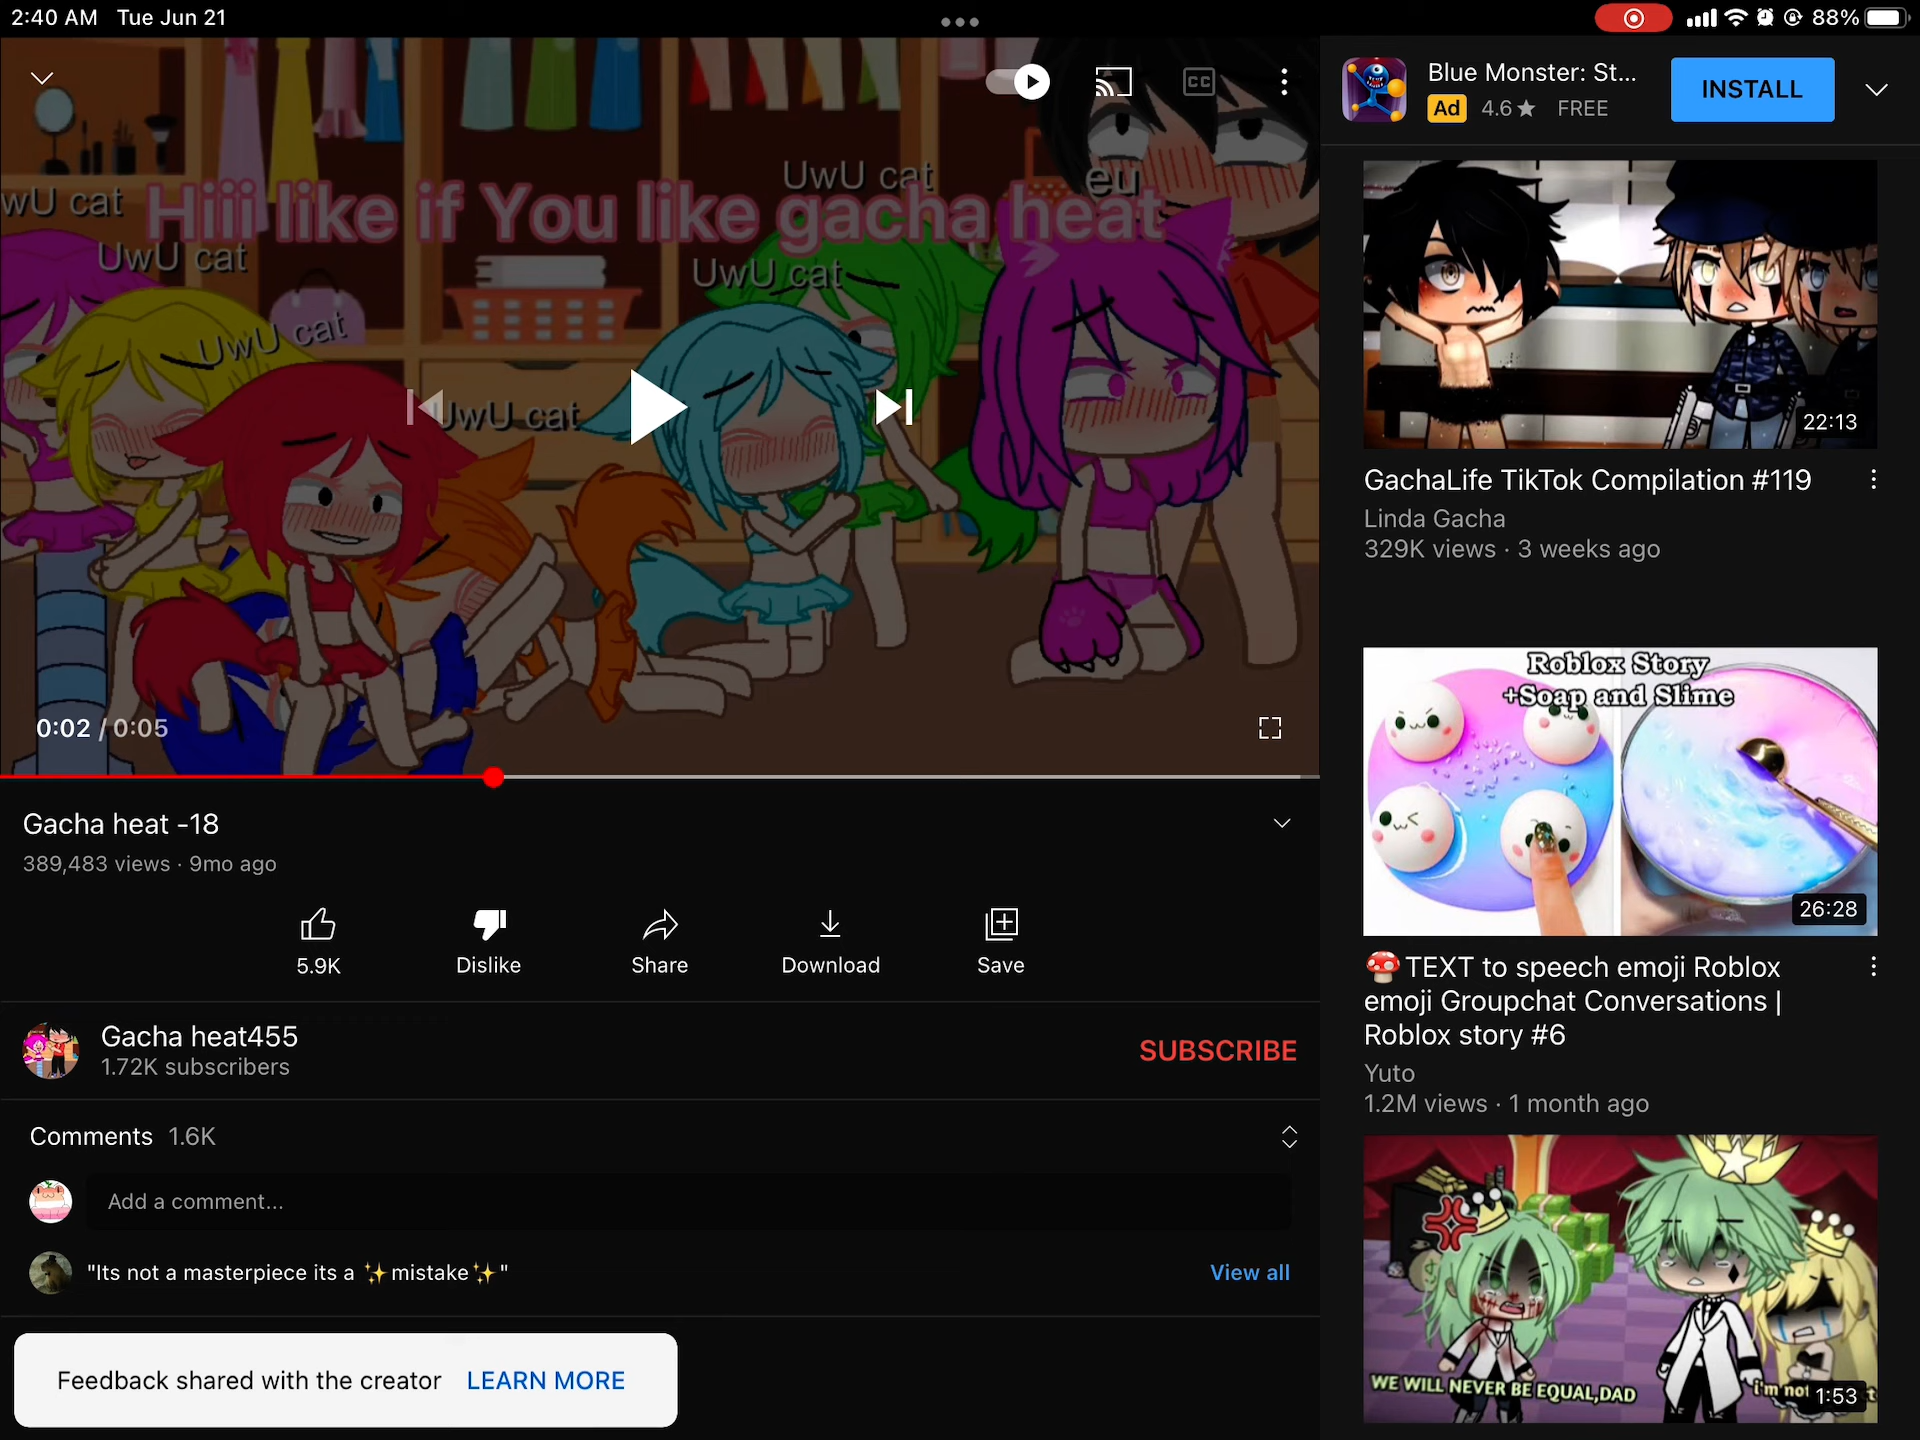 2:40 AM Tue Jun 21
88%
CC
UwU cat
eu
wU cat
Hiii like if You like gacha heat
UwU cat
UwU cat
UwU cat
UwU cat
0:02 / 0:05
Gacha heat -18
389,483 views · 9mo ago
5.9K
Dislike
Share
Download
Save
Gacha heat455
1.72K subscribers
SUBSCRIBE
Comments 1.6K
Add a comment...
"Its not a masterpiece its a ✨mistake✨"
View all
Feedback shared with the creator LEARN MORE
Blue Monster: St...
Ad 4.6★ FREE
INSTALL
22:13
GachaLife TikTok Compilation #119
Linda Gacha
329K views · 3 weeks ago
Roblox Story
+Soap and Slime
26:28
🍄TEXT to speech emoji Roblox
emoji Groupchat Conversations |
Roblox story #6
Yuto
1.2M views · 1 month ago
WE WILL NEVER BE EQUAL,DAD
i'm not
1:53